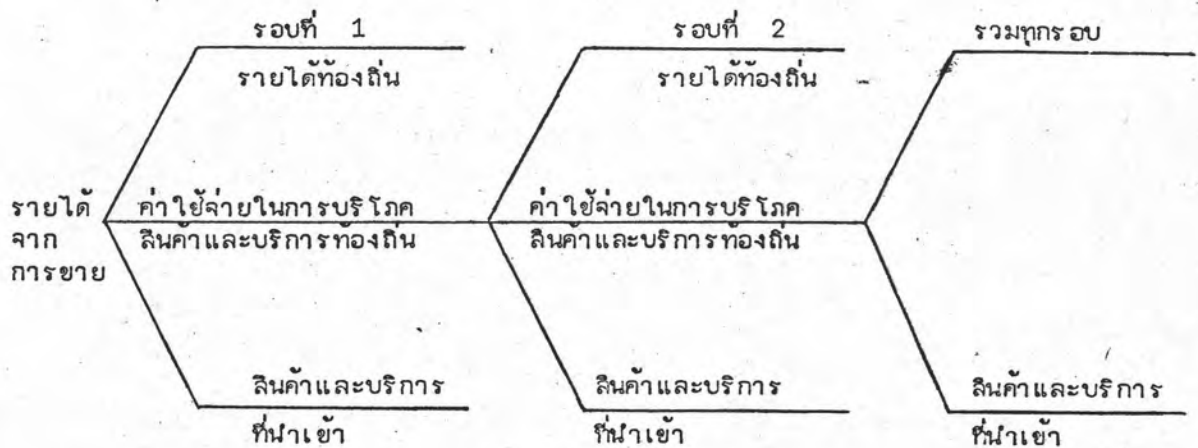 รอบที่ 1
รอบที่ 2
รวมทุกรอบ
รายได้ท้องถิ่น
รายได้ท้องถิ่น
รายได้
จาก
การขาย
ค่าใช้จ่ายในการบริโภค
สินค้าและบริการท้องถิ่น
ค่าใช้จ่ายในการบริโภค
สินค้าและบริการท้องถิ่น
สินค้าและบริการ
ที่นำเข้า
สินค้าและบริการ
ที่นำเข้า
สินค้าและบริการ
ที่นำเข้า